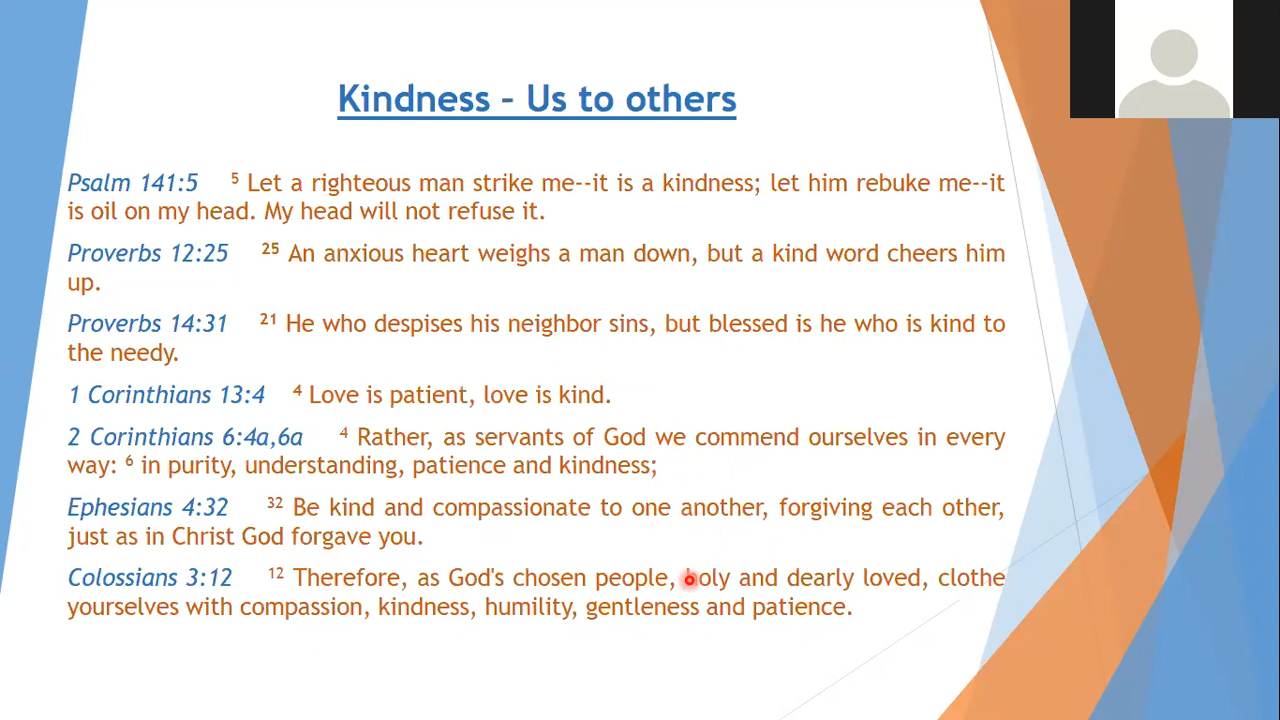 Kindness – Us to others
Psalm 141:5 5 Let a righteous man strike me--it is a kindness; let him rebuke me--it
is oil on my head. My head will not refuse it.
Proverbs 12:25 25 An anxious heart weighs a man down, but a kind word cheers him
up.
Proverbs 14:31 21 He who despises his neighbor sins, but blessed is he who is kind to
the needy.
1 Corinthians 13:4 4 Love is patient, love is kind.
2 Corinthians 6:4a,6a 4 Rather, as servants of God we commend ourselves in every
way: 6 in purity, understanding, patience and kindness;
Ephesians 4:32 32 Be kind and compassionate to one another, forgiving each other,
just as in Christ God forgave you.
Colossians 3:12 12 Therefore, as God's chosen people, holy and dearly loved, clothe
yourselves with compassion, kindness, humility, gentleness and patience.